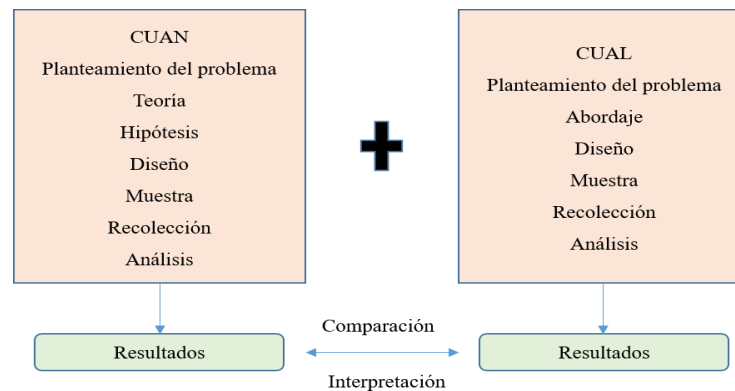 CUAN
Planteamiento del problema
Teoría
Hipótesis
Diseño
Muestra
Recolección
Análisis
CUAL
Planteamiento del problema
Abordaje
Diseño
Muestra
Recolección
Análisis
Resultados
Comparación
Interpretación
Resultados